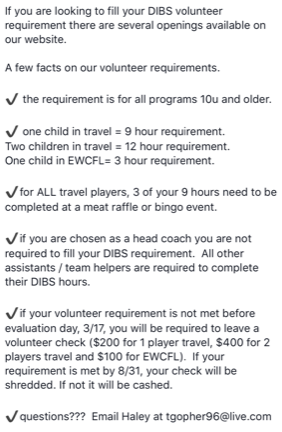 If you are looking to fill your DIBS volunteer
requirement there are several openings available on
our website.
A few facts on our volunteer requirements.
✓ the requirement is for all programs 10u and older.
✓ one child in travel = 9 hour requirement.
Two children in travel = 12 hour requirement.
One child in EWCFL= 3 hour requirement.
✓for ALL travel players, 3 of your 9 hours need to be
completed at a meat raffle or bingo event.
✓if you are chosen as a head coach you are not
required to fill your DIBS requirement. All other
assistants / team helpers are required to complete
their DIBS hours.
✓if your volunteer requirement is not met before
evaluation day, 3/17, you will be required to leave a
volunteer check ($200 for 1 player travel, $400 for 2
players travel and $100 for EWCFL). If your
requirement is met by 8/31, your check will be
shredded. If not it will be cashed.
✓questions??? Email Haley at tgopher96@live.com